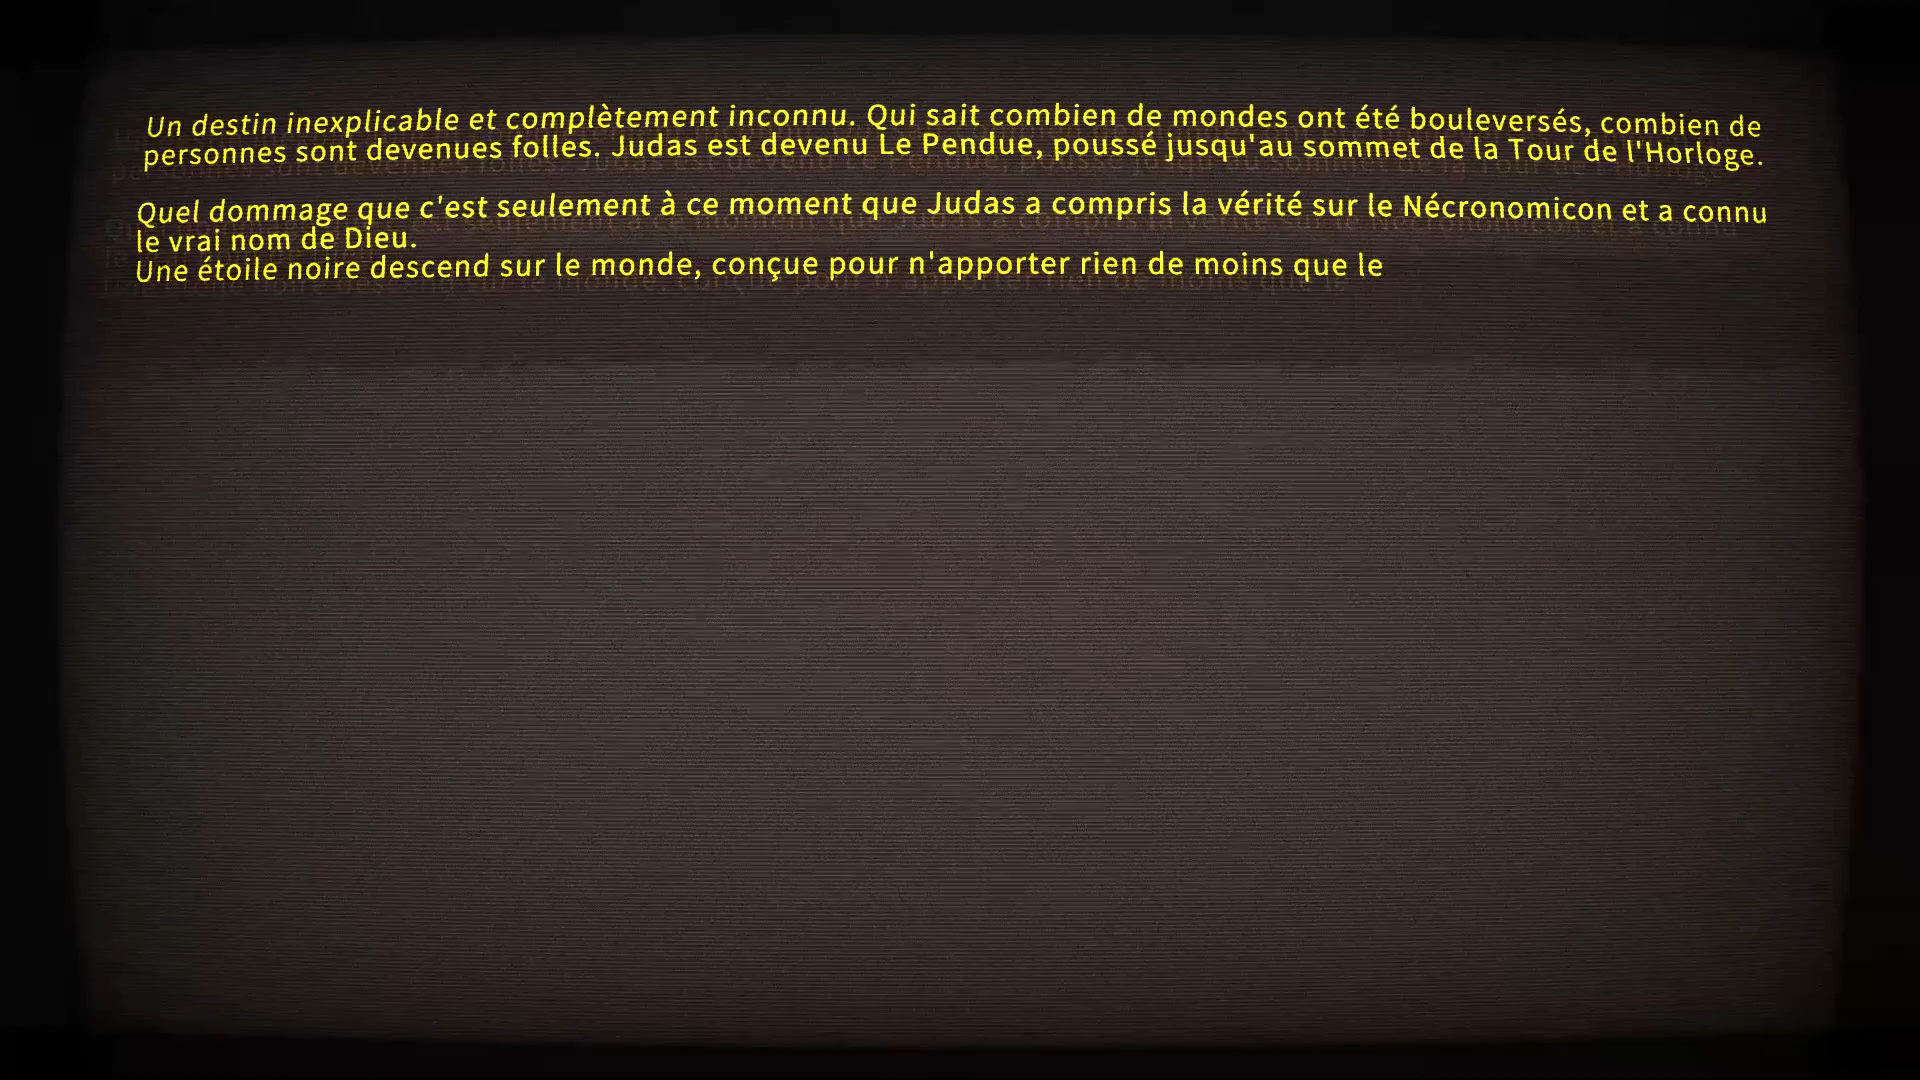 Un destin inexplicable et complètement inconnu. Qui sait combien de mondes ont été bouleversés, combien de
personnes sont devenues folles. Judas est devenu Le Pendue, poussé jusqu'au sommet de la Tour de l'Horloge.
Quel dommage que c'est seulement à ce moment que Judas a compris la vérité sur le Nécronomicon et a connu
le vrai nom de Dieu.
Une étoile noire descend sur le monde, conçue pour n'apporter rien de moins que le